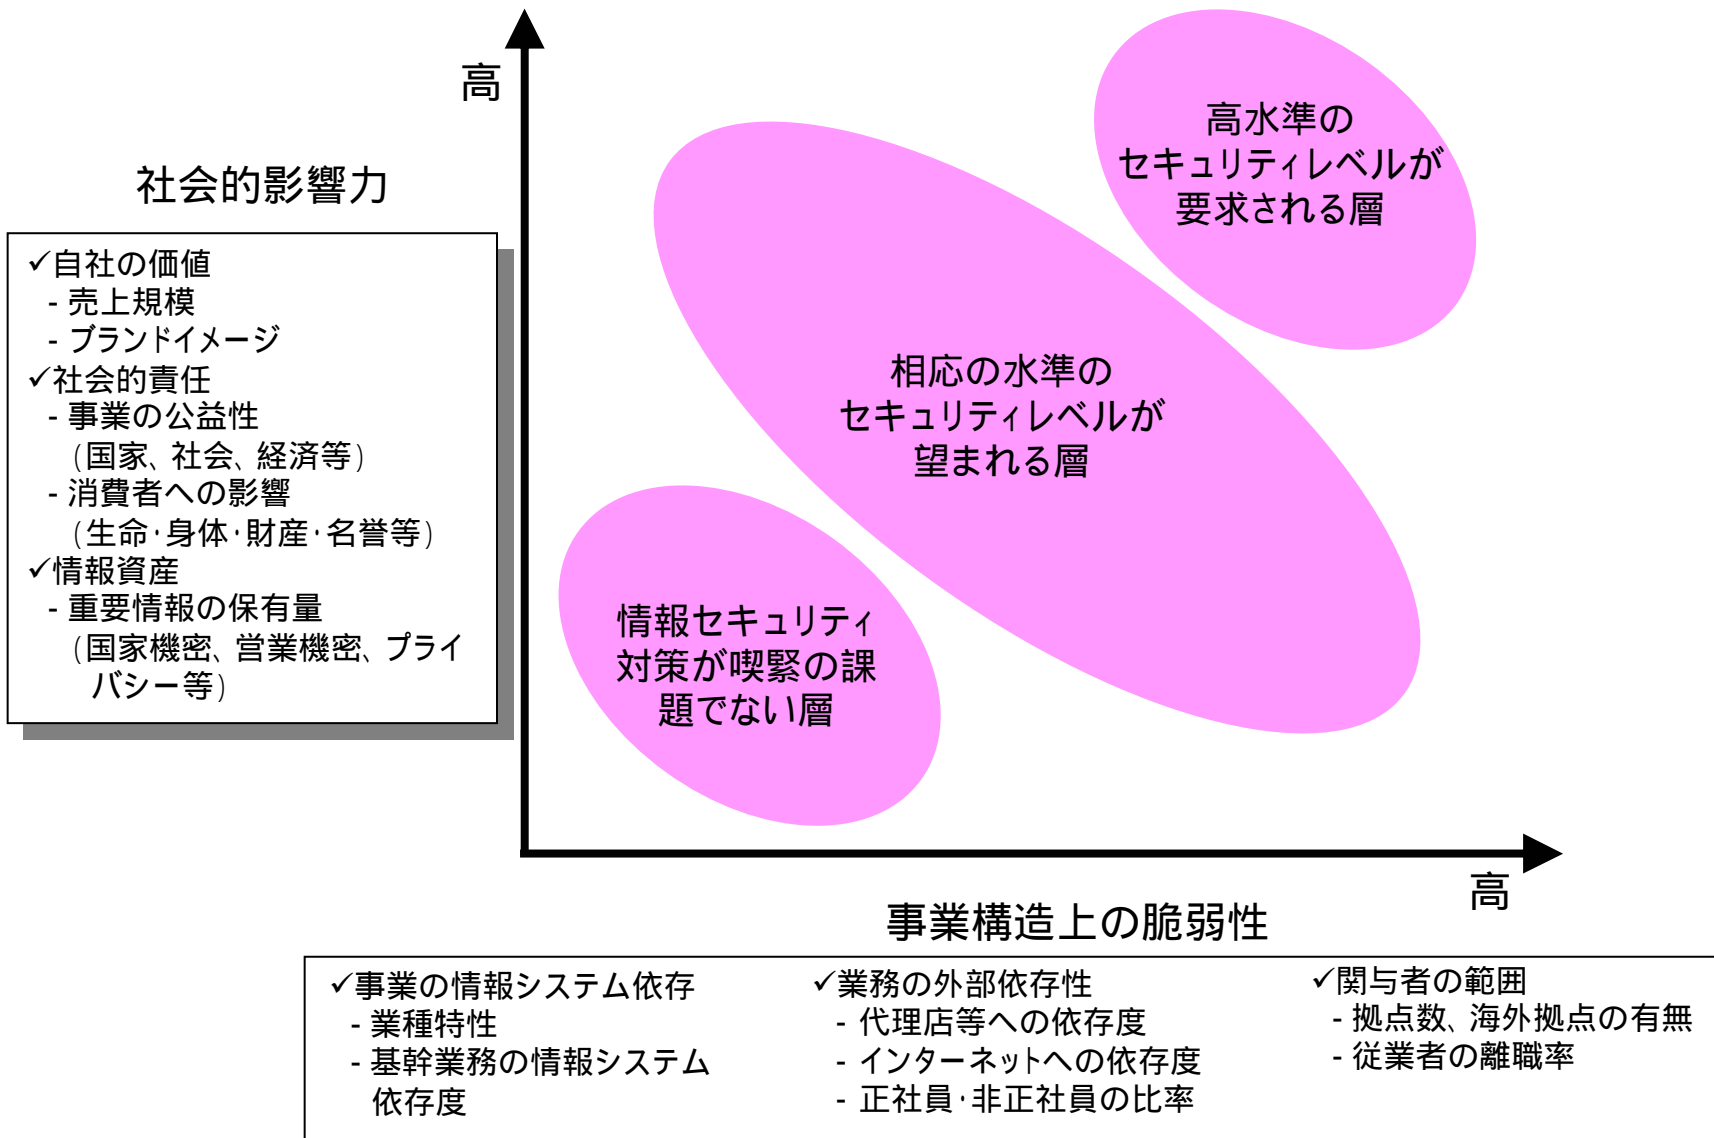 高
社会的影響力
✓自社の価値
- 売上規模
- ブランドイメージ
✓社会的責任
- 事業の公益性
(国家、社会、経済等)
- 消費者への影響
(生命・身体・財産・名誉等)
✓情報資産
- 重要情報の保有量
(国家機密、営業機密、プライ
バシー等)
高水準の
セキュリティレベルが
要求される層
相応の水準の
セキュリティレベルが
望まれる層
情報セキュリティ
対策が喫緊の課
題でない層
高
事業構造上の脆弱性
✓事業の情報システム依存
- 業種特性
- 基幹業務の情報システム
依存度
✓業務の外部依存性
- 代理店等への依存度
- インターネットへの依存度
- 正社員・非正社員の比率
✓関与者の範囲
- 拠点数、海外拠点の有無
- 従業者の離職率